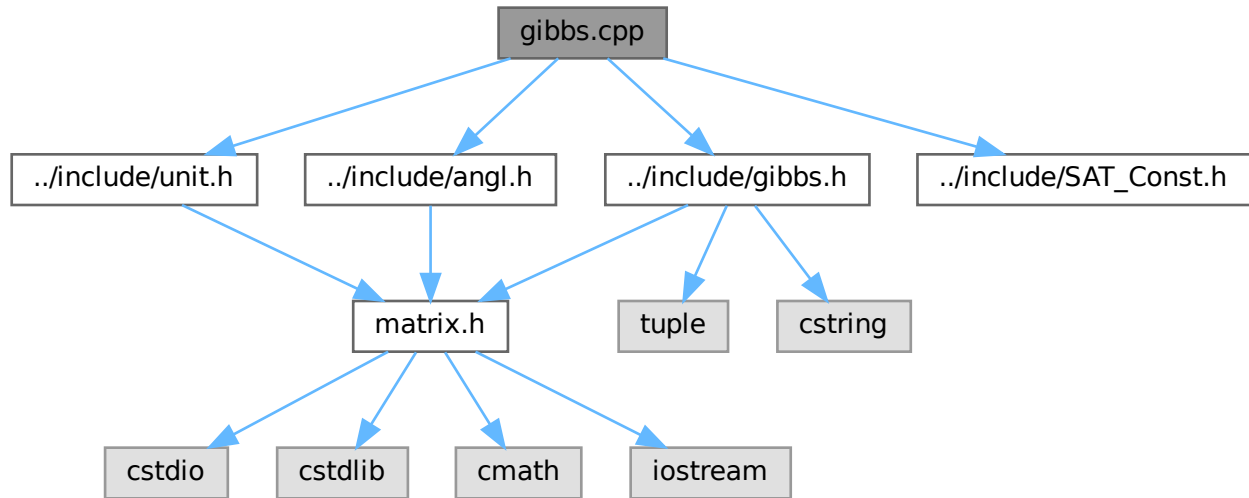 gibbs.cpp
../include/unit.h
../include/angl.h
../include/gibbs.h
../include/SAT_Const.h
matrix.h
tuple
cstring
cstdio
cstdlib
cmath
iostream